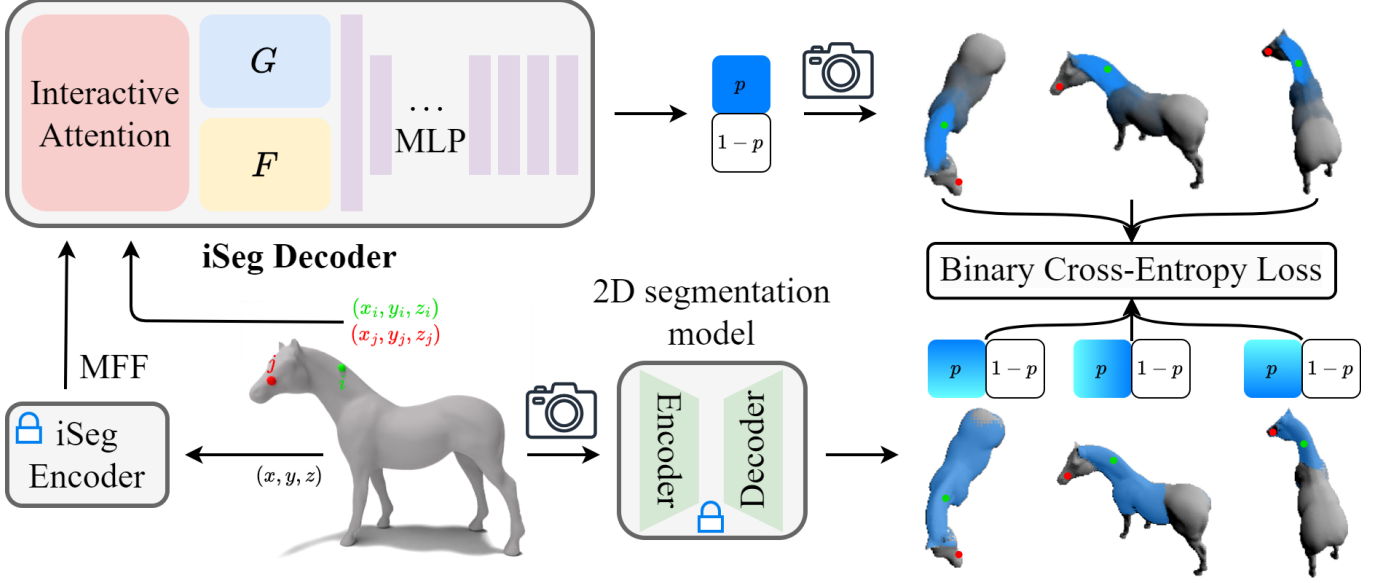 Interactive
Attention
G
F
...
MLP
p
1 − p
iSeg Decoder
Binary Cross-Entropy Loss
2D segmentation
model
(x_i, y_i, z_i)
(x_j, y_j, z_j)
MFF
j
i
p 1 − p p 1 − p p 1 − p
iSeg
Encoder
(x, y, z)
Encoder
Decoder